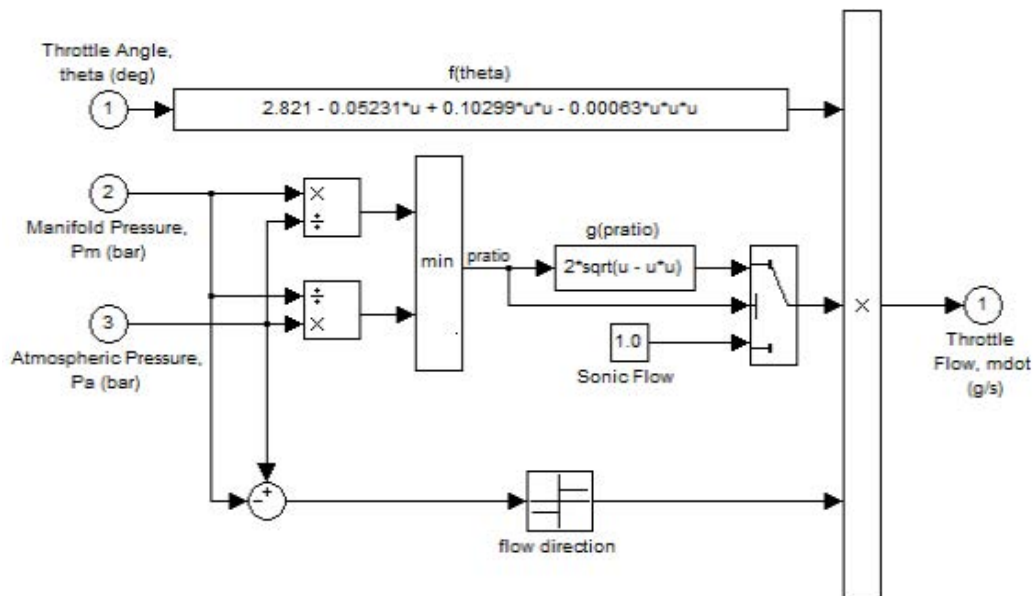 Throttle Angle,
theta (deg)
1
f(theta)
2.821 - 0.05231*u + 0.10299*u*u - 0.00063*u*u*u
2
Manifold Pressure,
Pm (bar)
×
÷
÷
×
min
pratio
g(pratio)
2*sqrt(u - u*u)
1.0
Sonic Flow
3
Atmospheric Pressure,
Pa (bar)
-
+
flow direction
×
1
Throttle
Flow, mdot
(g/s)